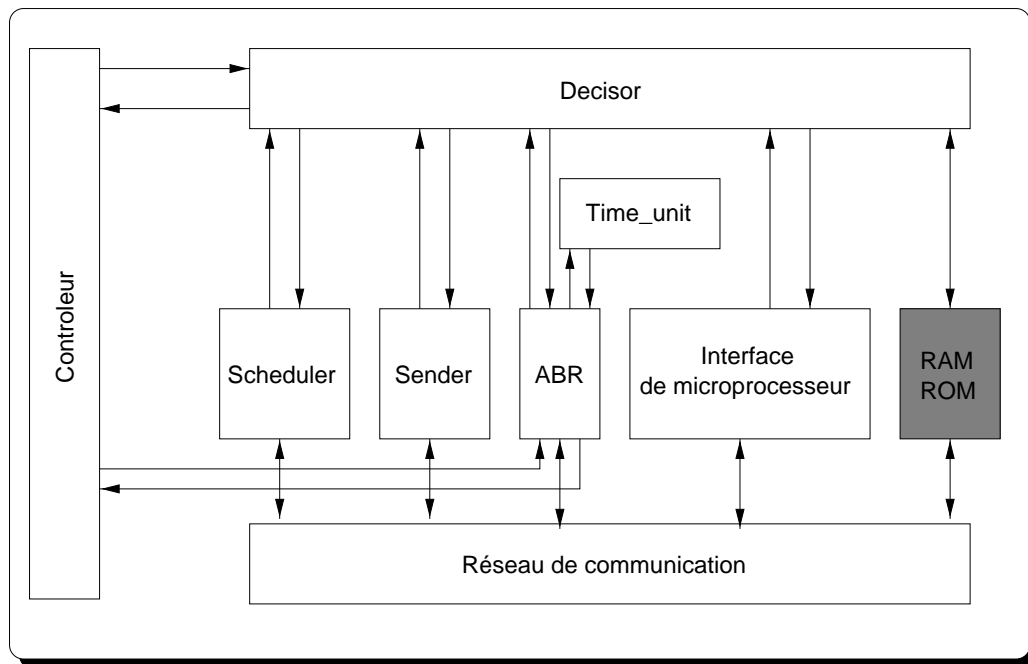 Controleur
Decisor
Time_unit
Scheduler
Sender
ABR
Interface
de microprocesseur
RAM
ROM
Réseau de communication